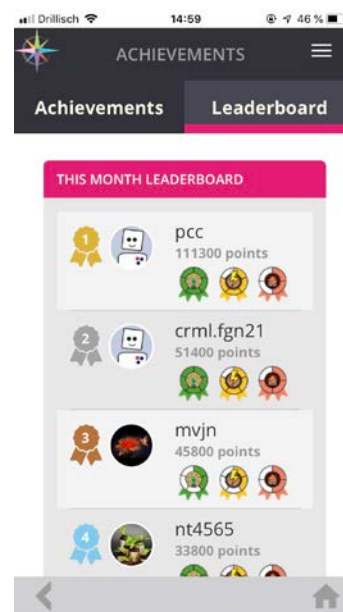 Drillisch 14:59 46 %
ACHIEVEMENTS
Achievements Leaderboard
THIS MONTH LEADERBOARD
1
pcc
111300 points
2
crml.fgn21
51400 points
3
mvjn
45800 points
4
nt4565
33800 points